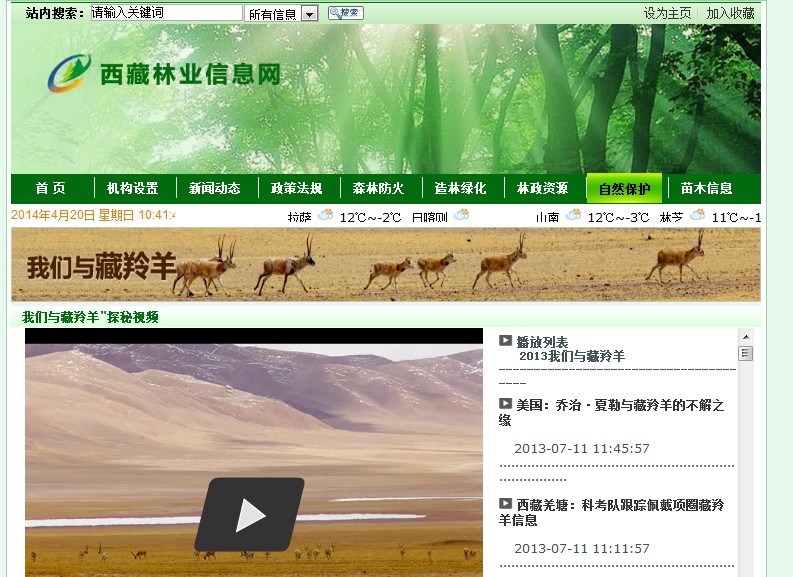 站内搜索：
请输入关键词
所有信息
搜索
设为主页
加入收藏
西藏林业信息网
首 页
机构设置
新闻动态
政策法规
森林防火
造林绿化
林政资源
自然保护
苗木信息
2014年4月20日 星期日 10:41:4
拉萨 12℃~-2℃ 日喀则
山南 12℃~-3℃ 林芝 11℃~-1
我们与藏羚羊
我们与藏羚羊"探秘视频
播放列表
2013我们与藏羚羊
美国：乔治·夏勒与藏羚羊的不解之
缘
2013-07-11 11:45:57
西藏羌塘：科考队跟踪佩戴项圈藏羚
羊信息
2013-07-11 11:11:57